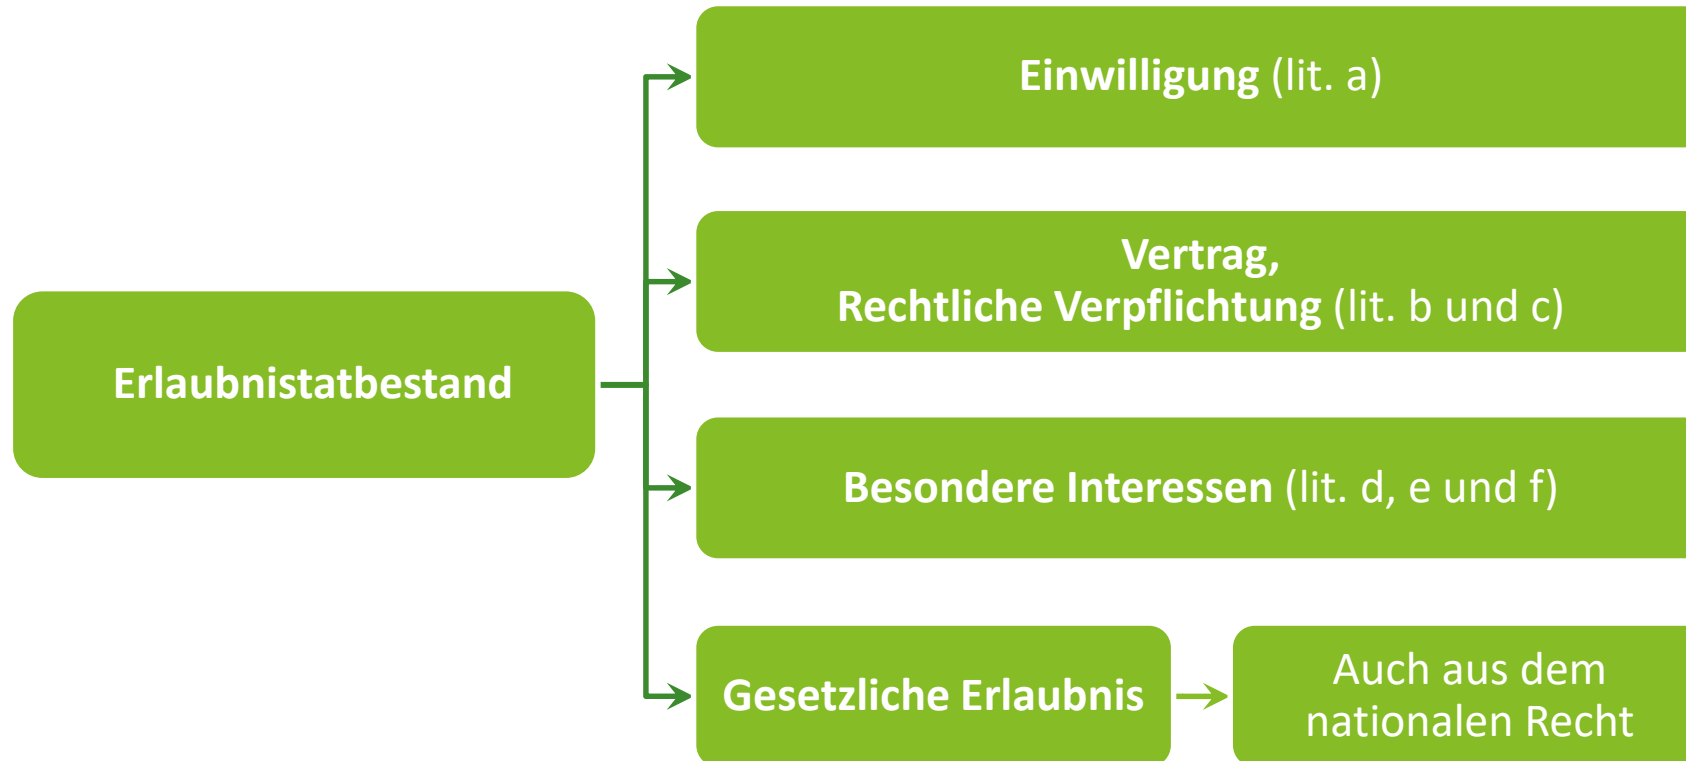 Erlaubnistatbestand
Einwilligung (lit. a)
Vertrag,
Rechtliche Verpflichtung (lit. b und c)
Besondere Interessen (lit. d, e und f)
Gesetzliche Erlaubnis
Auch aus dem
nationalen Recht